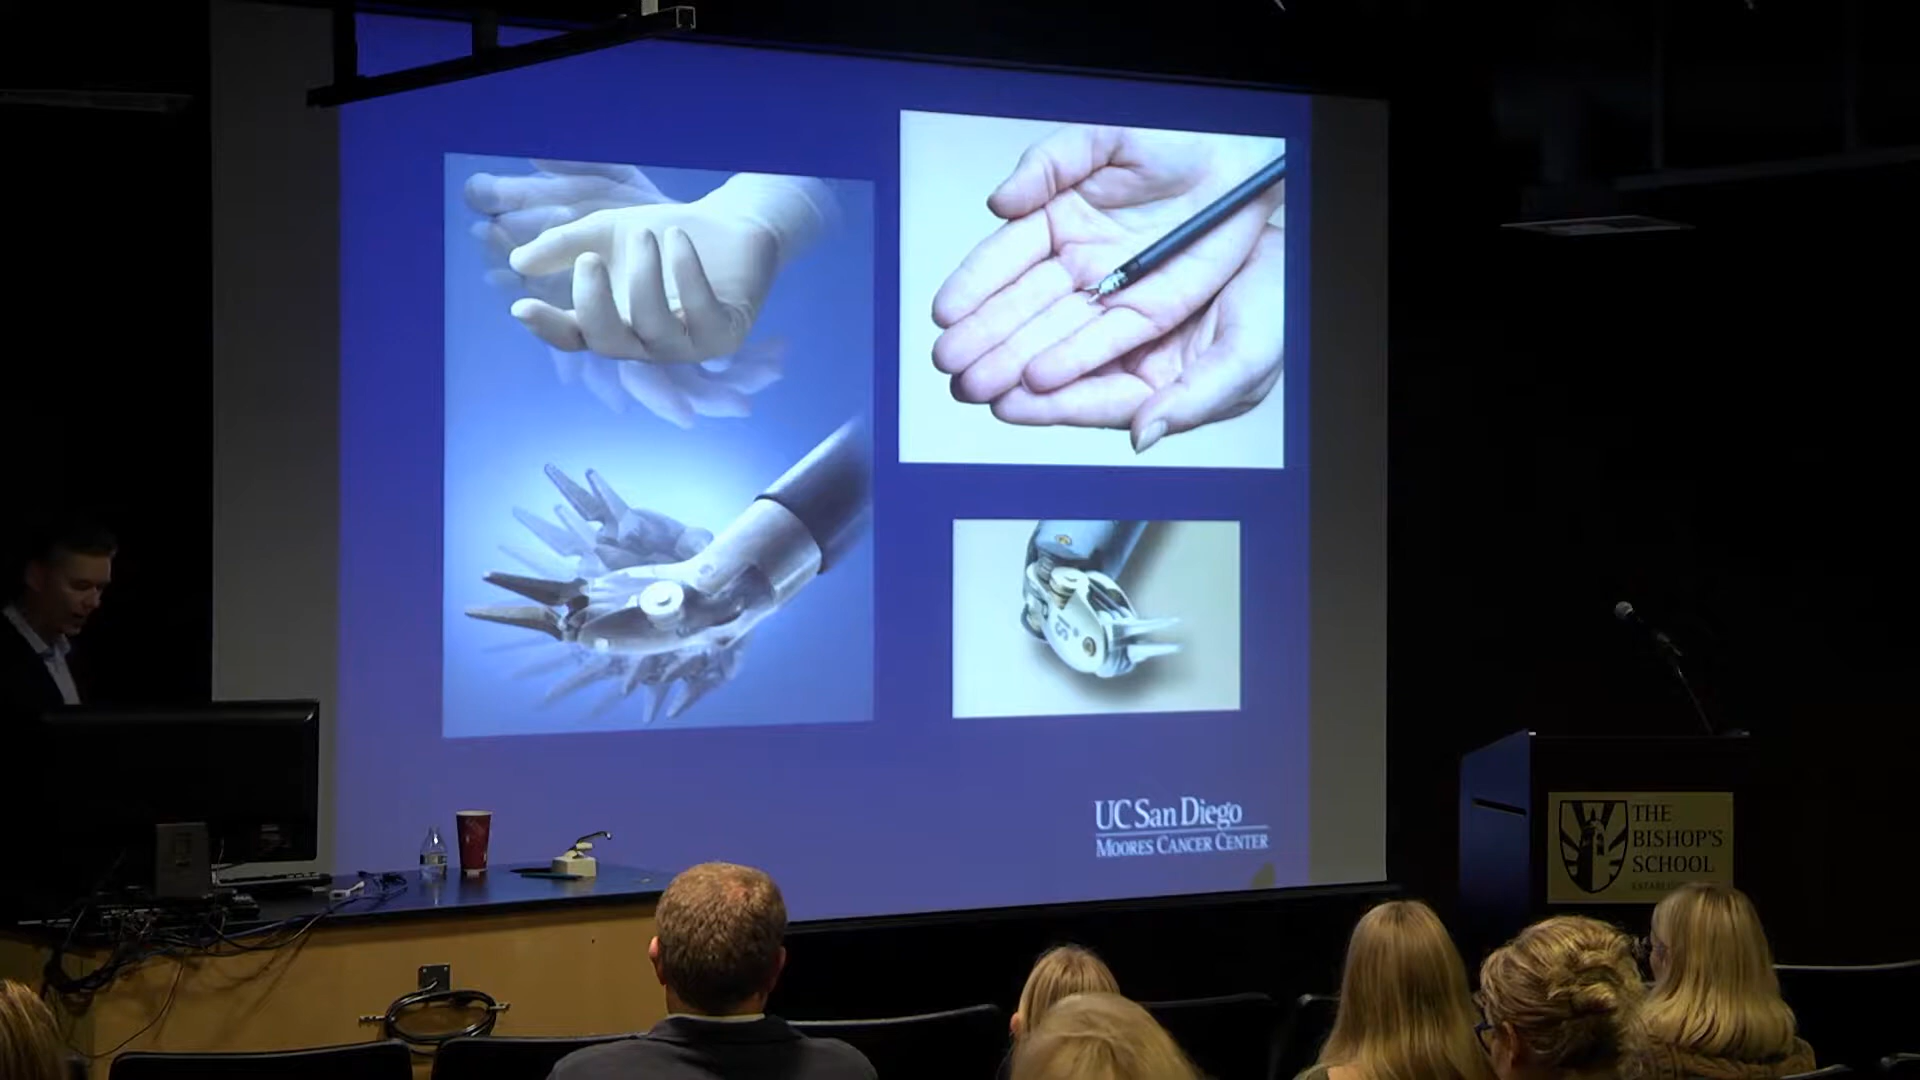 UC San Diego
MOORES CANCER CENTER
THE
BISHOP'S
SCHOOL